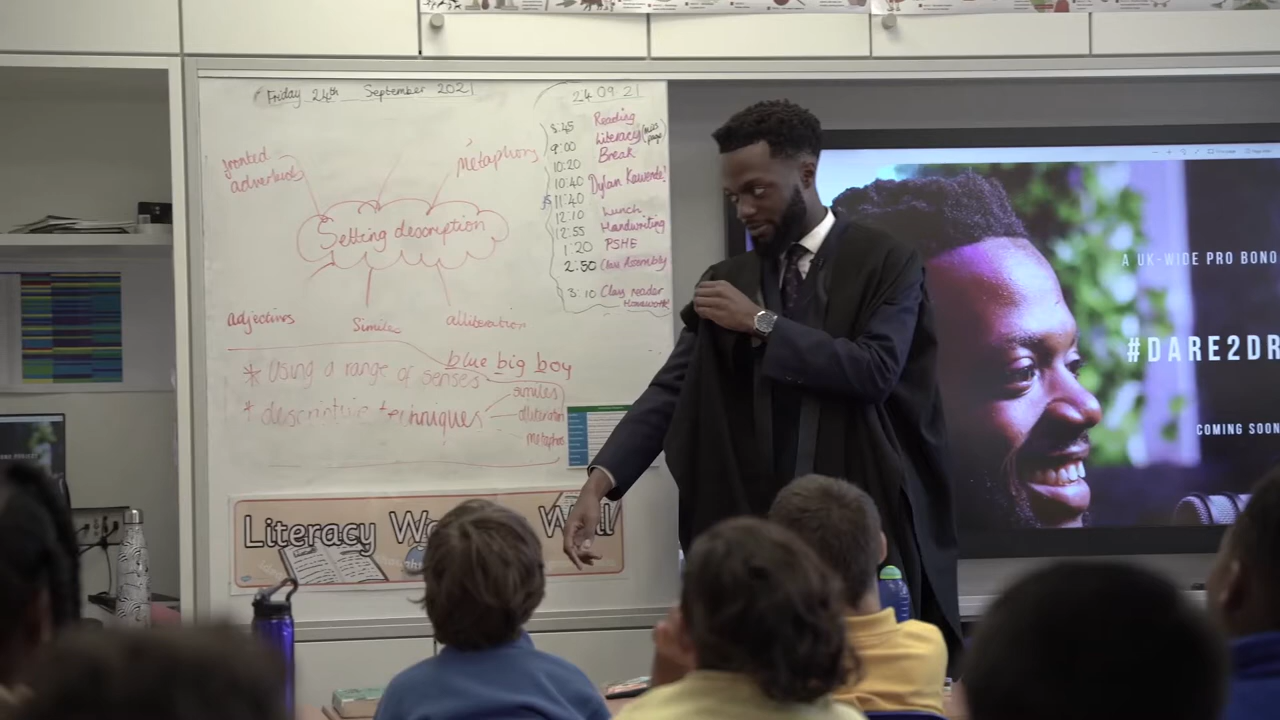 Friday 24th September 2021
24 09 21
8:45 Reading
9:00 Literacy
10:20 Break
10:40 Dylan Kawende!
11:40
12:10 Lunch
12:55 Handwriting
1:20 PSHE
2:50 Class Assembly
3:10 Class reader
Homework
fronted
adverbials
metaphors
Setting description
adjectives
Similes
alliteration
* Using a range of senses
blue big boy
* descriptive techniques
similes
alliteration
metaphors
Literacy
Wall
A UK-WIDE PRO BONO
#DARE2DR
COMING SOON